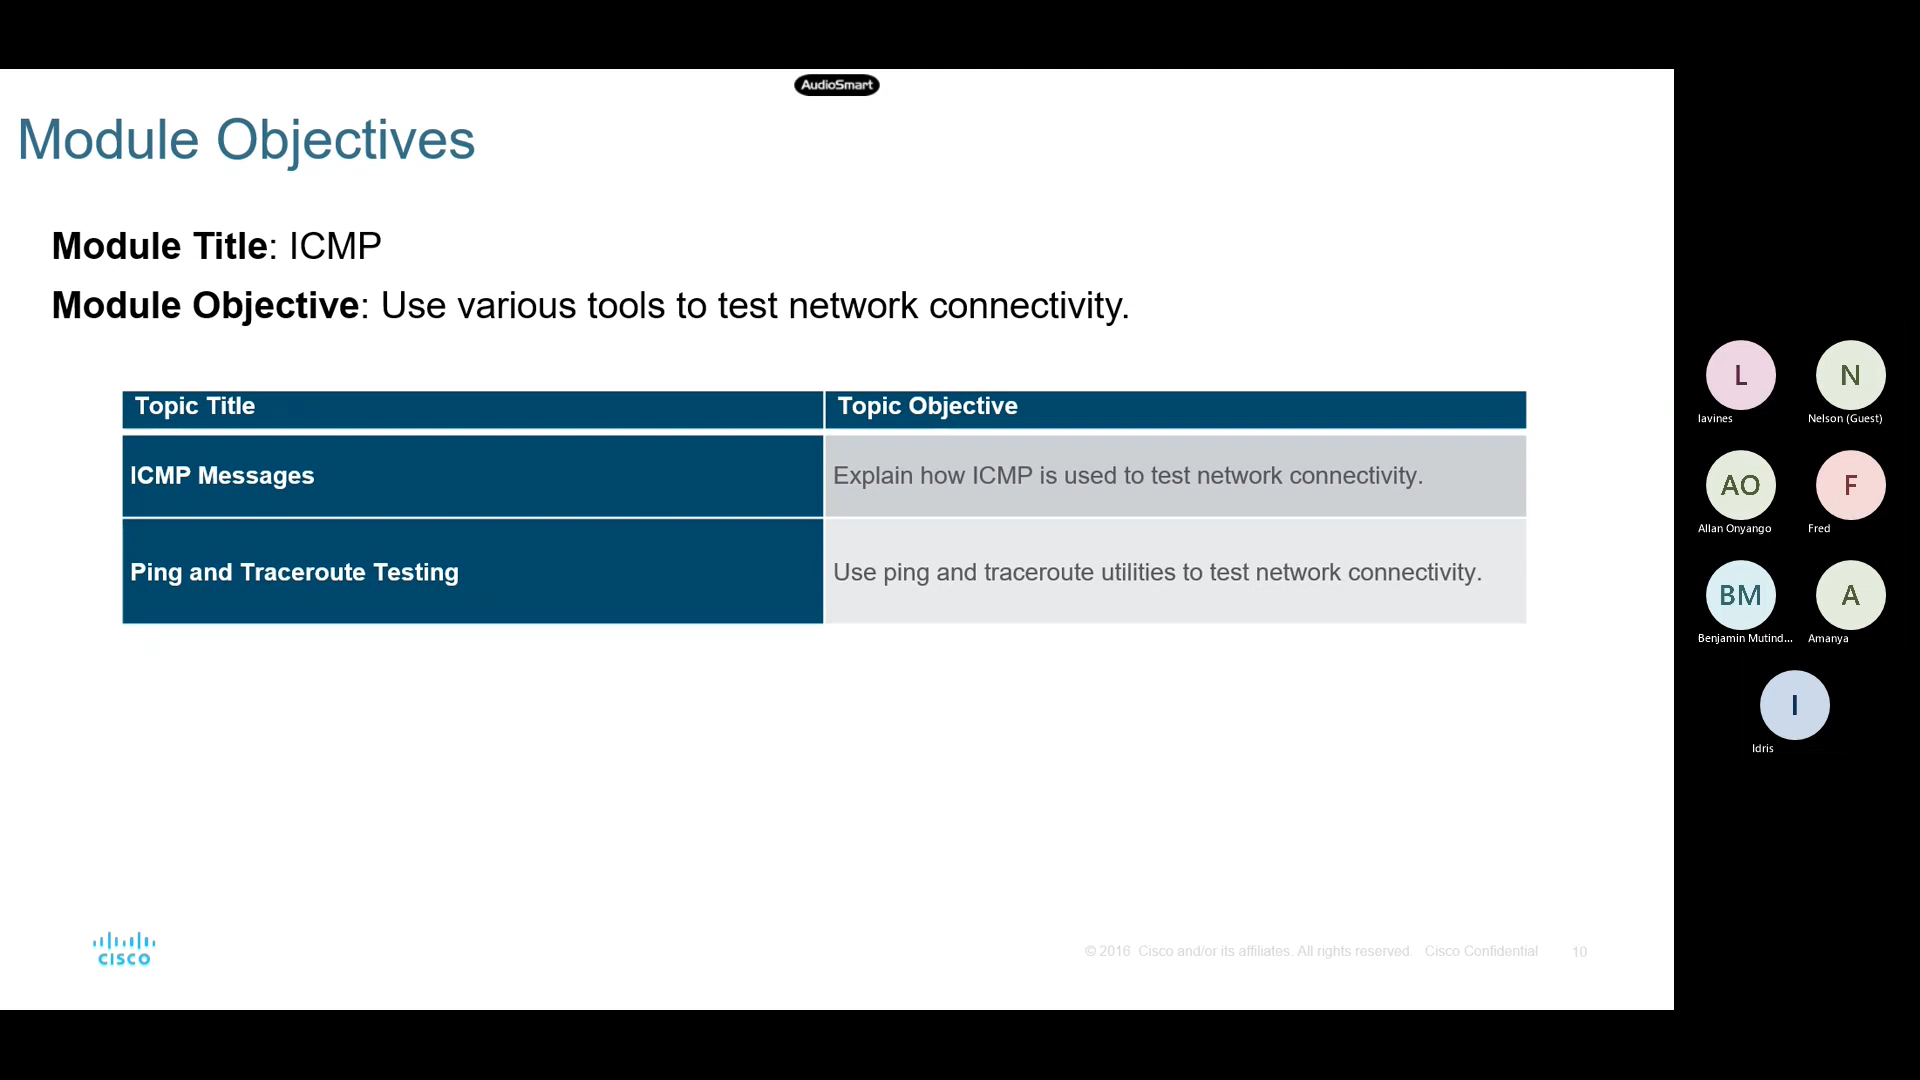 AudioSmart
Module Objectives
Module Title: ICMP
Module Objective: Use various tools to test network connectivity.
Topic Title
Topic Objective
ICMP Messages
Explain how ICMP is used to test network connectivity.
Ping and Traceroute Testing
Use ping and traceroute utilities to test network connectivity.
CISCO
© 2016 Cisco and/or its affiliates. All rights reserved. Cisco Confidential
10
L
N
lavines
Nelson (Guest)
AO
F
Allan Onyango
Fred
BM
A
Benjamin Mutind...
Amanya
I
Idris